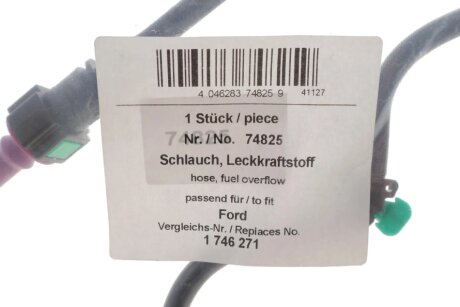 4 046283 74825 9 41127
1 Stück / piece
Nr. / No. 74825
Schlauch, Leckkraftstoff
hose, fuel overflow
passend für / to fit
Ford
Vergleichs-Nr. / Replaces No.
1 746 271
74825